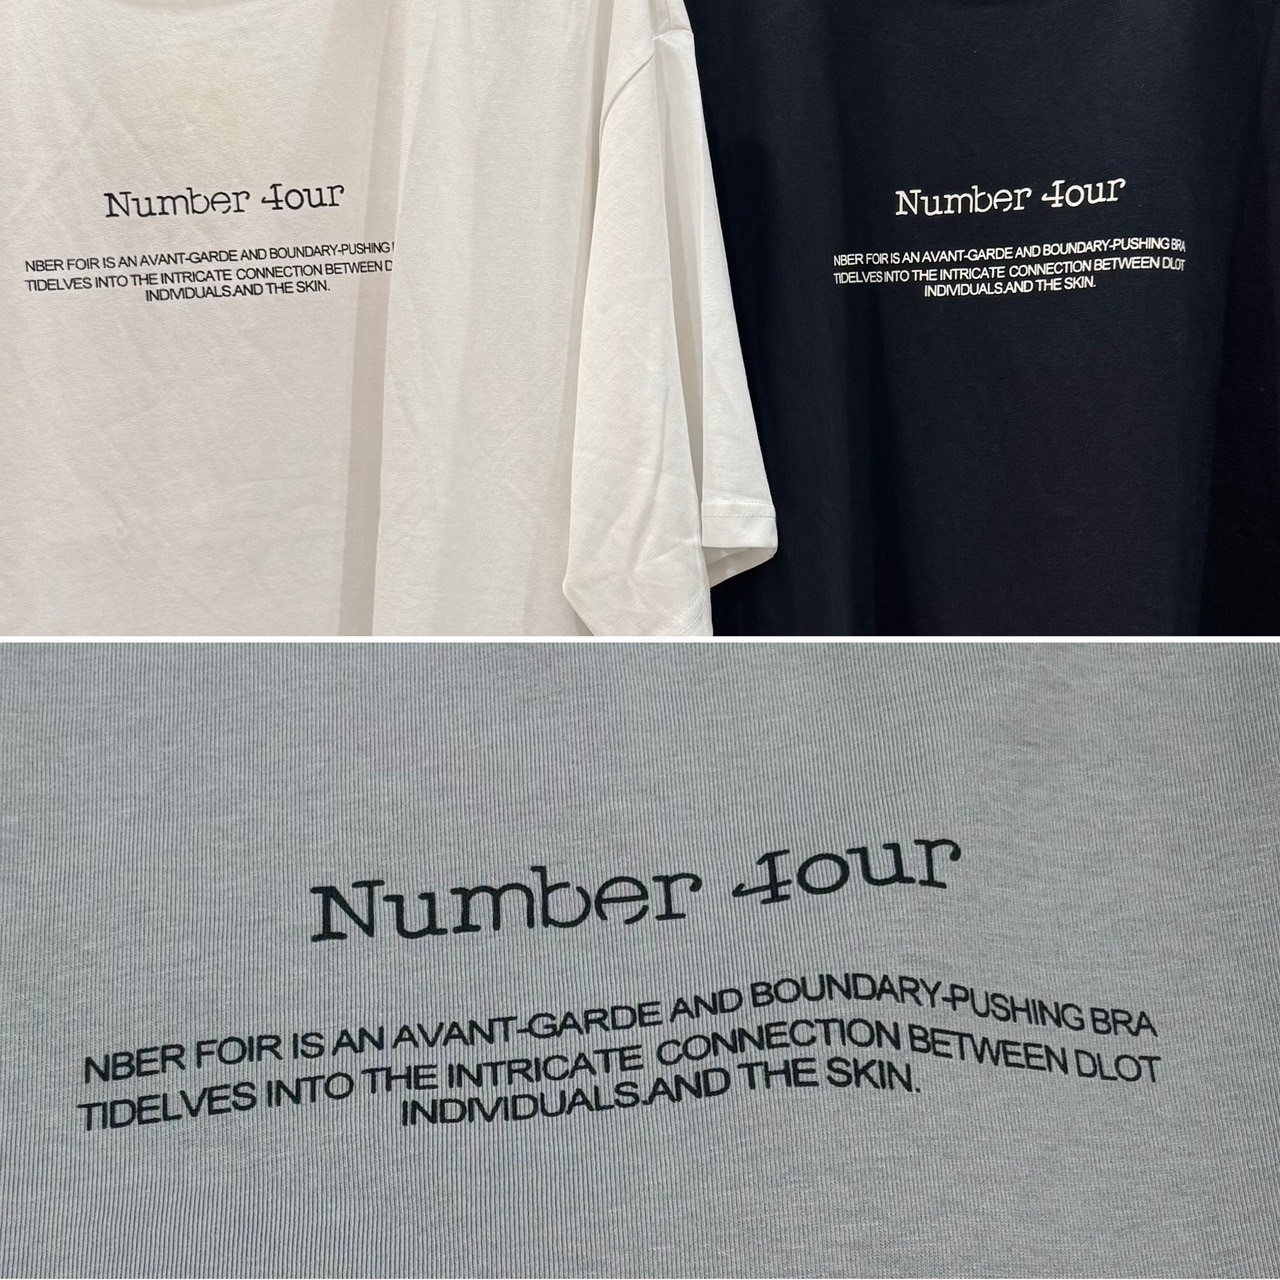 Number four
NBER FOIR IS AN AVANT-GARDE AND BOUNDARY-PUSHING
TIDELVES INTO THE INTRICATE CONNECTION BETWEEN D
INDIVIDUALS.AND THE SKIN.
Number four
NBER FOIR IS AN AVANT-GARDE AND BOUNDARY-PUSHING BRA
TIDELVES INTO THE INTRICATE CONNECTION BETWEEN DLOT
INDIVIDUALS.AND THE SKIN.
Number four
NBER FOIR IS AN AVANT-GARDE AND BOUNDARY-PUSHING BRA
TIDELVES INTO THE INTRICATE CONNECTION BETWEEN DLOT
INDIVIDUALS.AND THE SKIN.